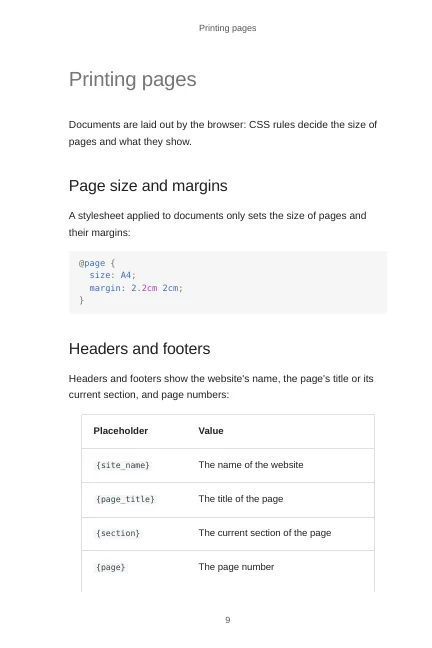 Printing pages
Printing pages
Documents are laid out by the browser: CSS rules decide the size of
pages and what they show.
Page size and margins
A stylesheet applied to documents only sets the size of pages and
their margins:
@page {
  size: A4;
  margin: 2.2cm 2cm;
}
Headers and footers
Headers and footers show the website's name, the page's title or its
current section, and page numbers:
Placeholder Value
{site_name} The name of the website
{page_title} The title of the page
{section} The current section of the page
{page} The page number
9